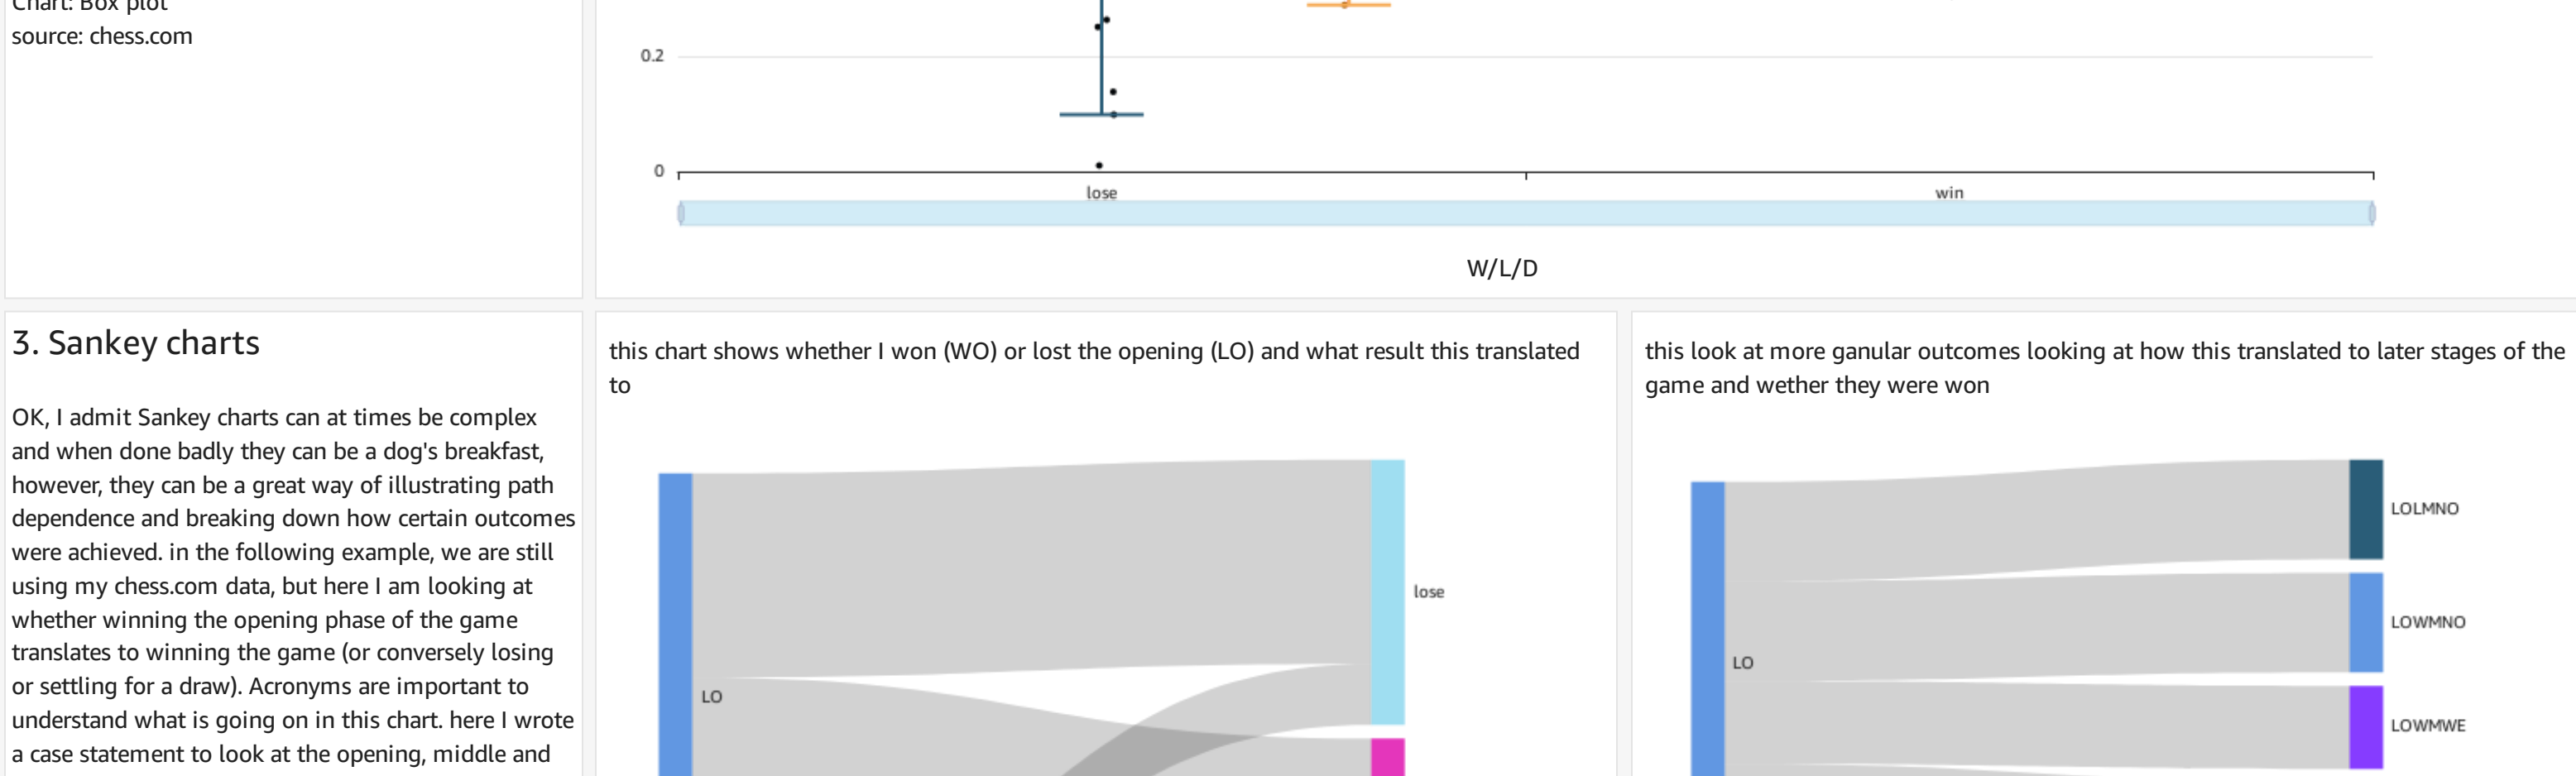 Chart: Box plot
source: chess.com
0.2
0
lose
win
W/L/D
3. Sankey charts
OK, I admit Sankey charts can at times be complex
and when done badly they can be a dog's breakfast,
however, they can be a great way of illustrating path
dependence and breaking down how certain outcomes
were achieved. in the following example, we are still
using my chess.com data, but here I am looking at
whether winning the opening phase of the game
translates to winning the game (or conversely losing
or settling for a draw). Acronyms are important to
understand what is going on in this chart. here I wrote
a case statement to look at the opening, middle and
this chart shows whether I won (WO) or lost the opening (LO) and what result this translated
to
lose
LO
this look at more ganular outcomes looking at how this translated to later stages of the
game and wether they were won
LOLMNO
LOWMNO
LO
LOWMWE